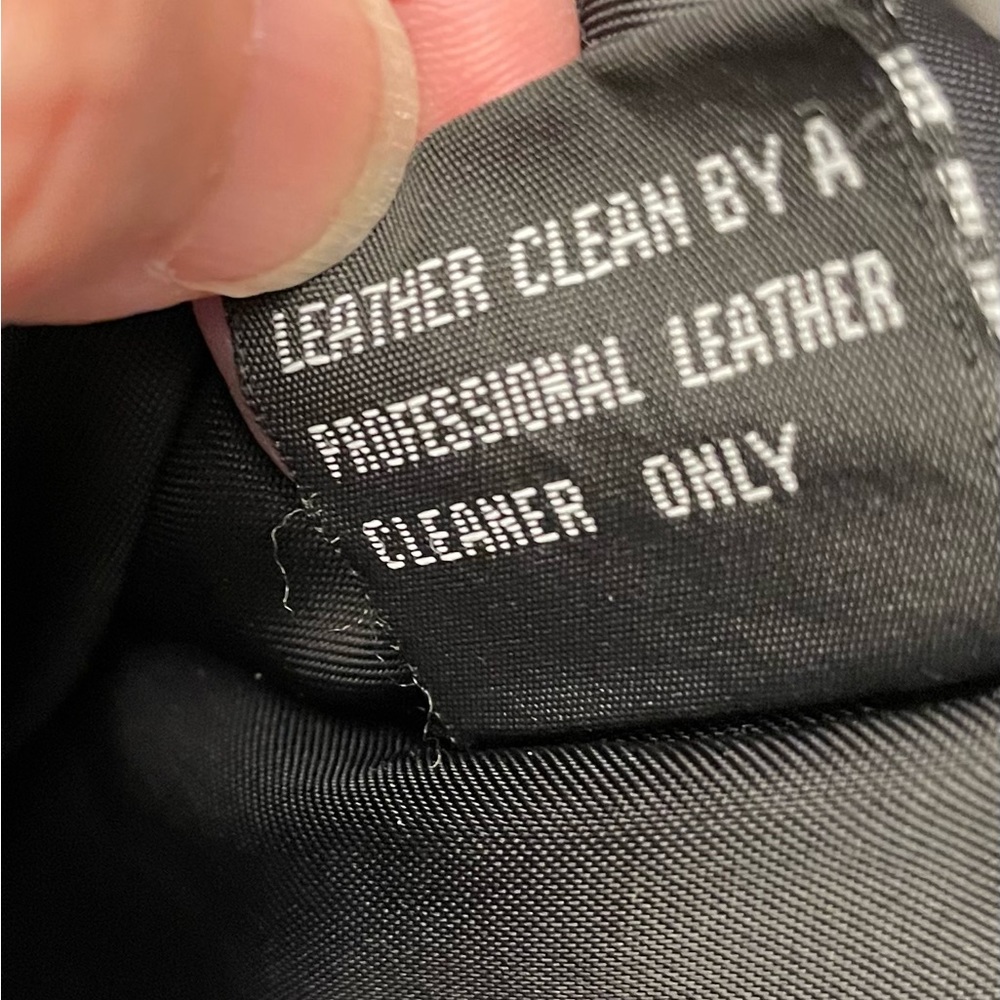 LEATHER CLEAN BY A
PROFESSIONAL LEATHER
CLEANER ONLY